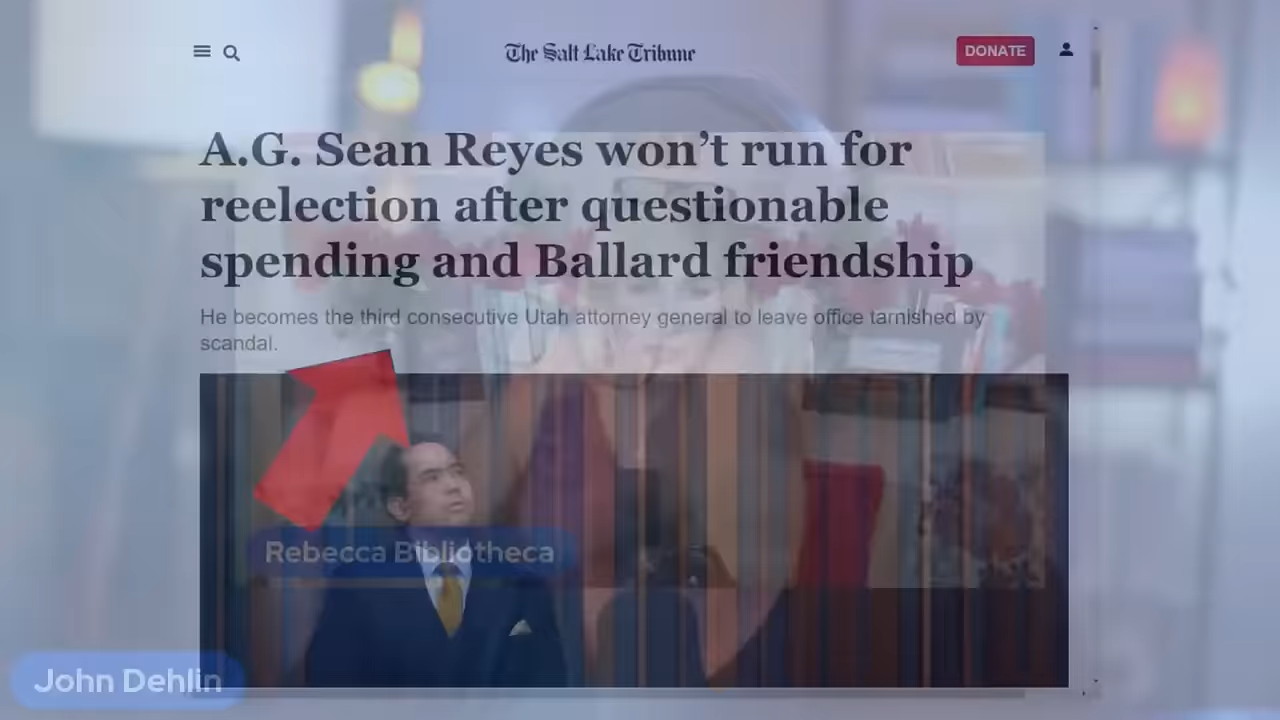 The Salt Lake Tribune
DONATE
A.G. Sean Reyes won’t run for
reelection after questionable
spending and Ballard friendship
He becomes the third consecutive Utah attorney general to leave office tarnished by
scandal.
Rebecca Bibliotheca
John Dehlin